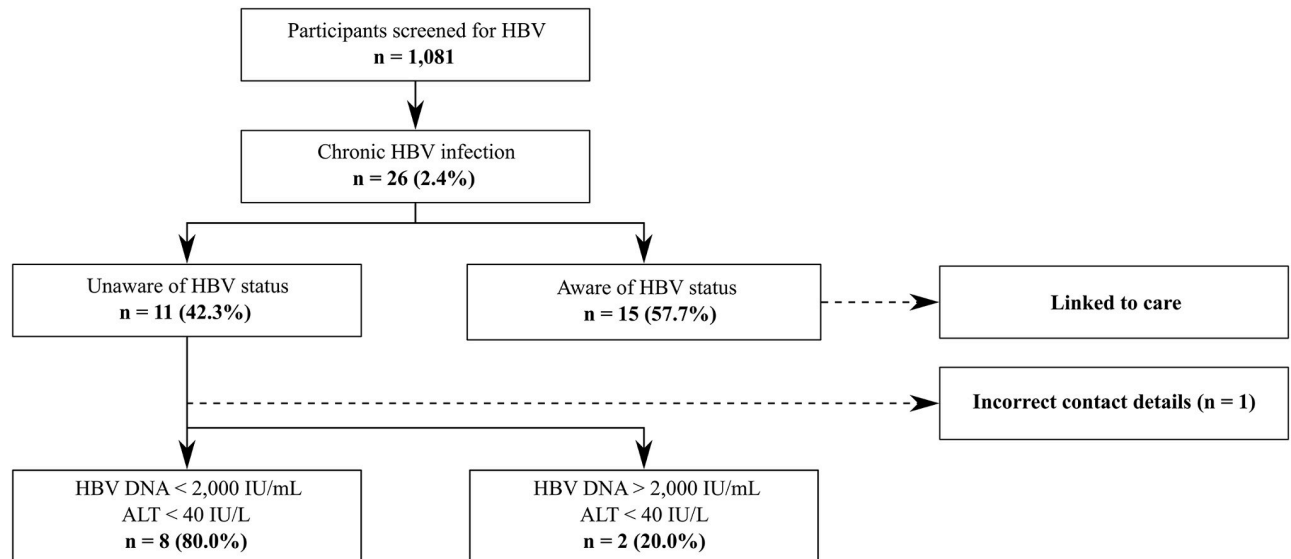 Participants screened for HBV
n = 1,081
Chronic HBV infection
n = 26 (2.4%)
Unaware of HBV status
n = 11 (42.3%)
Aware of HBV status
n = 15 (57.7%)
Linked to care
Incorrect contact details (n = 1)
HBV DNA < 2,000 IU/mL
ALT < 40 IU/L
n = 8 (80.0%)
HBV DNA > 2,000 IU/mL
ALT < 40 IU/L
n = 2 (20.0%)